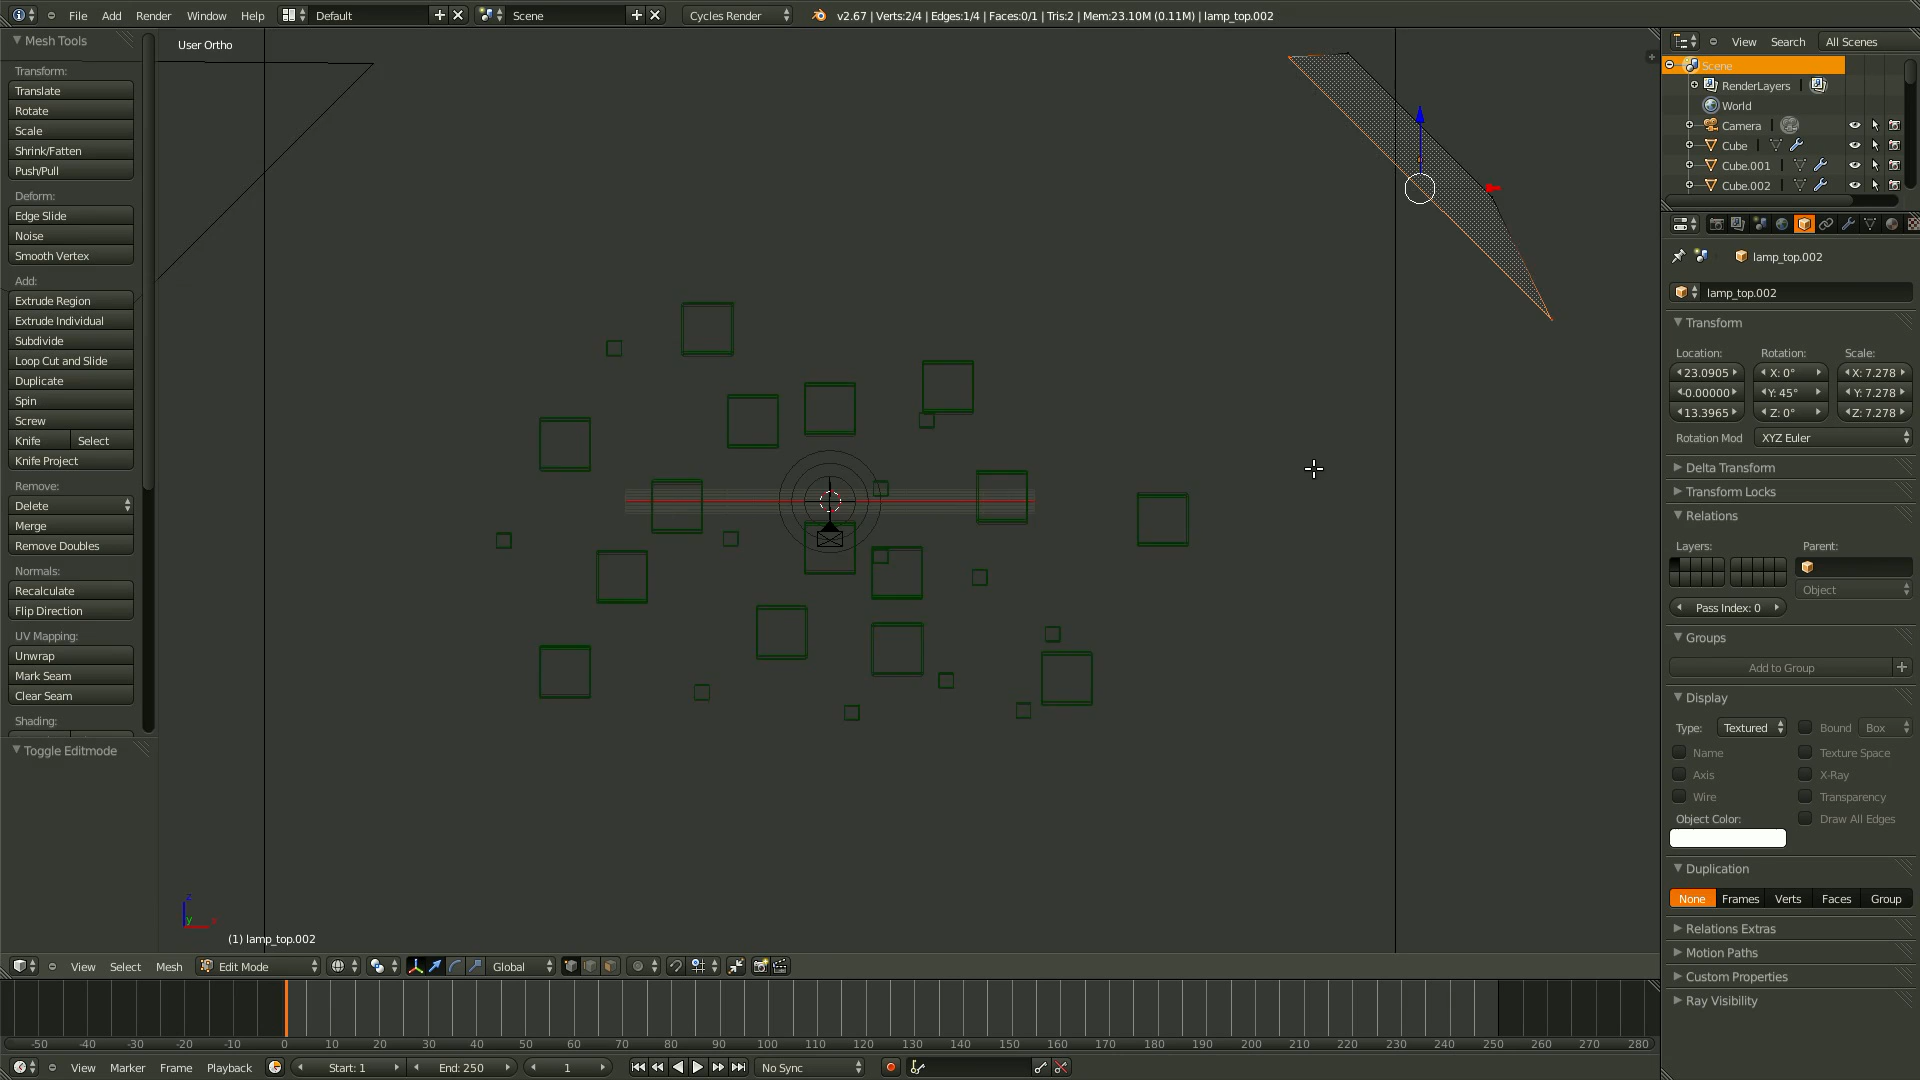 File Add Render Window Help Default Scene Cycles Render v2.67 | Verts:2/4 | Edges:1/4 | Faces:0/1 | Tris:2 | Mem:23.10M (0.11M) | lamp_top.002
Mesh Tools
User Ortho
Transform:
Translate
Rotate
Scale
Shrink/Fatten
Push/Pull
Deform:
Edge Slide
Noise
Smooth Vertex
Add:
Extrude Region
Extrude Individual
Subdivide
Loop Cut and Slide
Duplicate
Spin
Screw
Knife Select
Knife Project
Remove:
Delete
Merge
Remove Doubles
Normals:
Recalculate
Flip Direction
UV Mapping:
Unwrap
Mark Seam
Clear Seam
Shading:
Toggle Editmode
z
y x
(1) lamp_top.002
View Select Mesh Edit Mode Global
-50 -40 -30 -20 -10 0 10 20 30 40 50 60 70 80 90 100 110 120 130 140 150 160 170 180 190 200 210 220 230 240 250 260 270 280
View Marker Frame Playback Start: 1 End: 250 1 No Sync
View Search All Scenes
Scene
RenderLayers |
World
Camera |
Cube |
Cube.001 |
Cube.002 |
lamp_top.002
lamp_top.002
Transform
Location: Rotation: Scale:
23.0905 X: 0° X: 7.278
-0.00000 Y: 45° Y: 7.278
13.3965 Z: 0° Z: 7.278
Rotation Mod XYZ Euler
Delta Transform
Transform Locks
Relations
Layers: Parent:
Object
Pass Index: 0
Groups
Add to Group
Display
Type: Textured Bound Box
Name Texture Space
Axis X-Ray
Wire Transparency
Object Color: Draw All Edges
Duplication
None Frames Verts Faces Group
Relations Extras
Motion Paths
Custom Properties
Ray Visibility